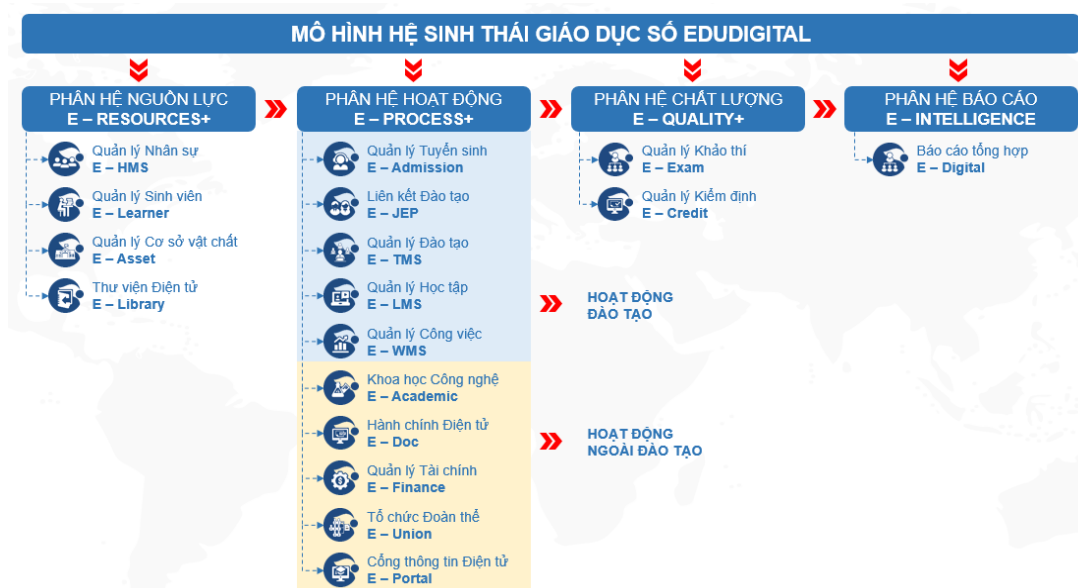 MÔ HÌNH HỆ SINH THÁI GIÁO DỤC SỐ EDUDIGITAL
PHÂN HỆ NGUỒN LỰC
E – RESOURCES+
Quản lý Nhân sự
E – HMS
Quản lý Sinh viên
E – Learner
Quản lý Cơ sở vật chất
E – Asset
Thư viện Điện tử
E – Library
PHÂN HỆ HOẠT ĐỘNG
E – PROCESS+
Quản lý Tuyển sinh
E – Admission
Liên kết Đào tạo
E – JEP
Quản lý Đào tạo
E – TMS
Quản lý Học tập
E – LMS
Quản lý Công việc
E – WMS
Khoa học Công nghệ
E – Academic
Hành chính Điện tử
E – Doc
Quản lý Tài chính
E – Finance
Tổ chức Đoàn thể
E – Union
Cổng thông tin Điện tử
E – Portal
HOẠT ĐỘNG
ĐÀO TẠO
HOẠT ĐỘNG
NGOÀI ĐÀO TẠO
PHÂN HỆ CHẤT LƯỢNG
E – QUALITY+
Quản lý Khảo thí
E – Exam
Quản lý Kiểm định
E – Credit
PHÂN HỆ BÁO CÁO
E – INTELLIGENCE
Báo cáo tổng hợp
E – Digital